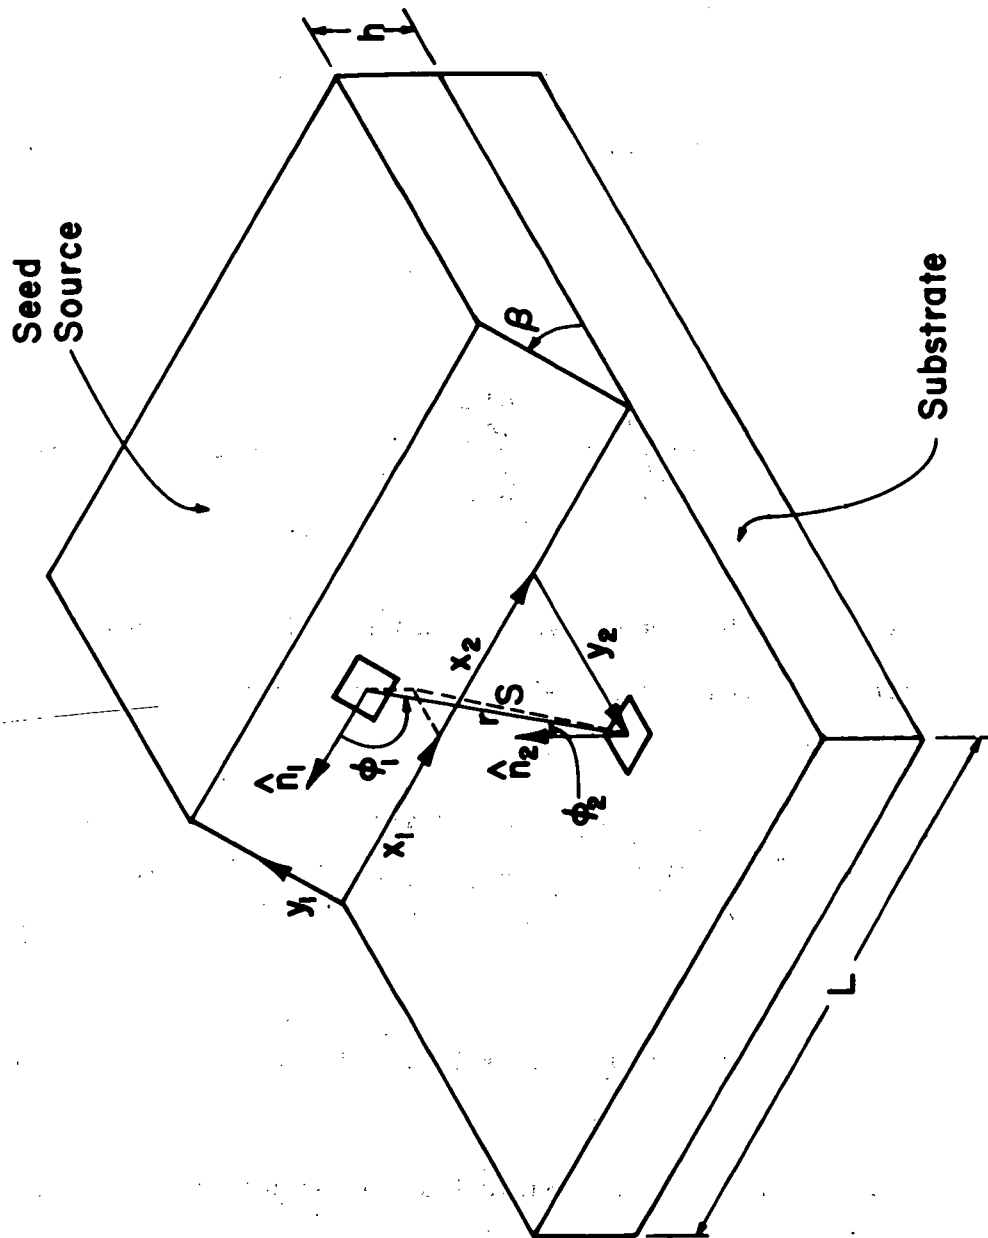 Seed
Source
h
β
Substrate
x₂
y₂
r
S
n̂₁
ϕ₁
n̂₂
ϕ₂
x₁
y₁
L